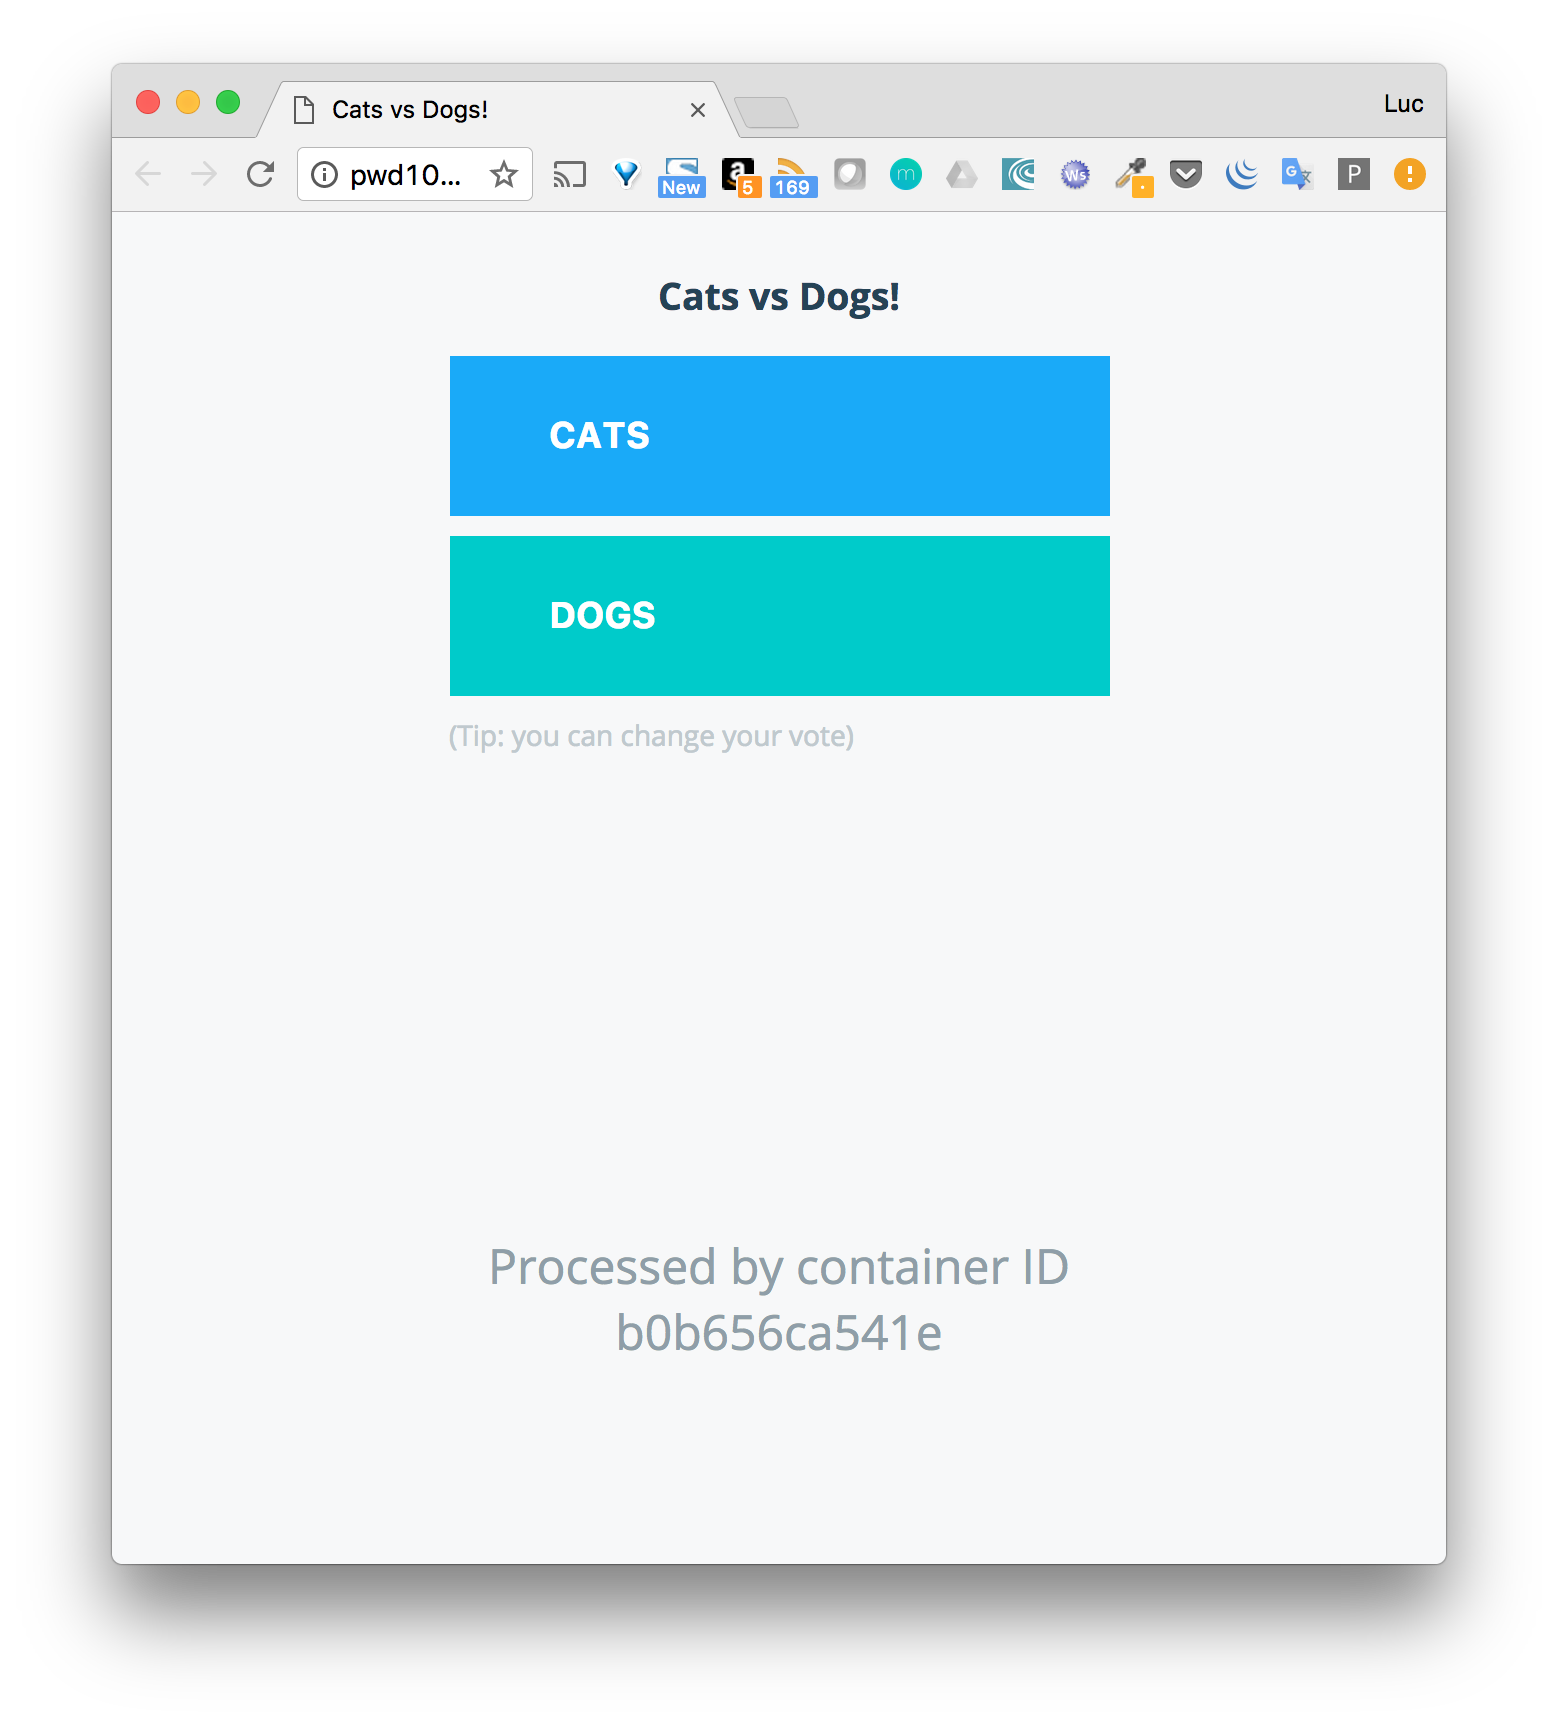 Cats vs Dogs!
Luc
pwd10...
New
5
169
m
Ws
G
P
Cats vs Dogs!
CATS
DOGS
(Tip: you can change your vote)
Processed by container ID
b0b656ca541e